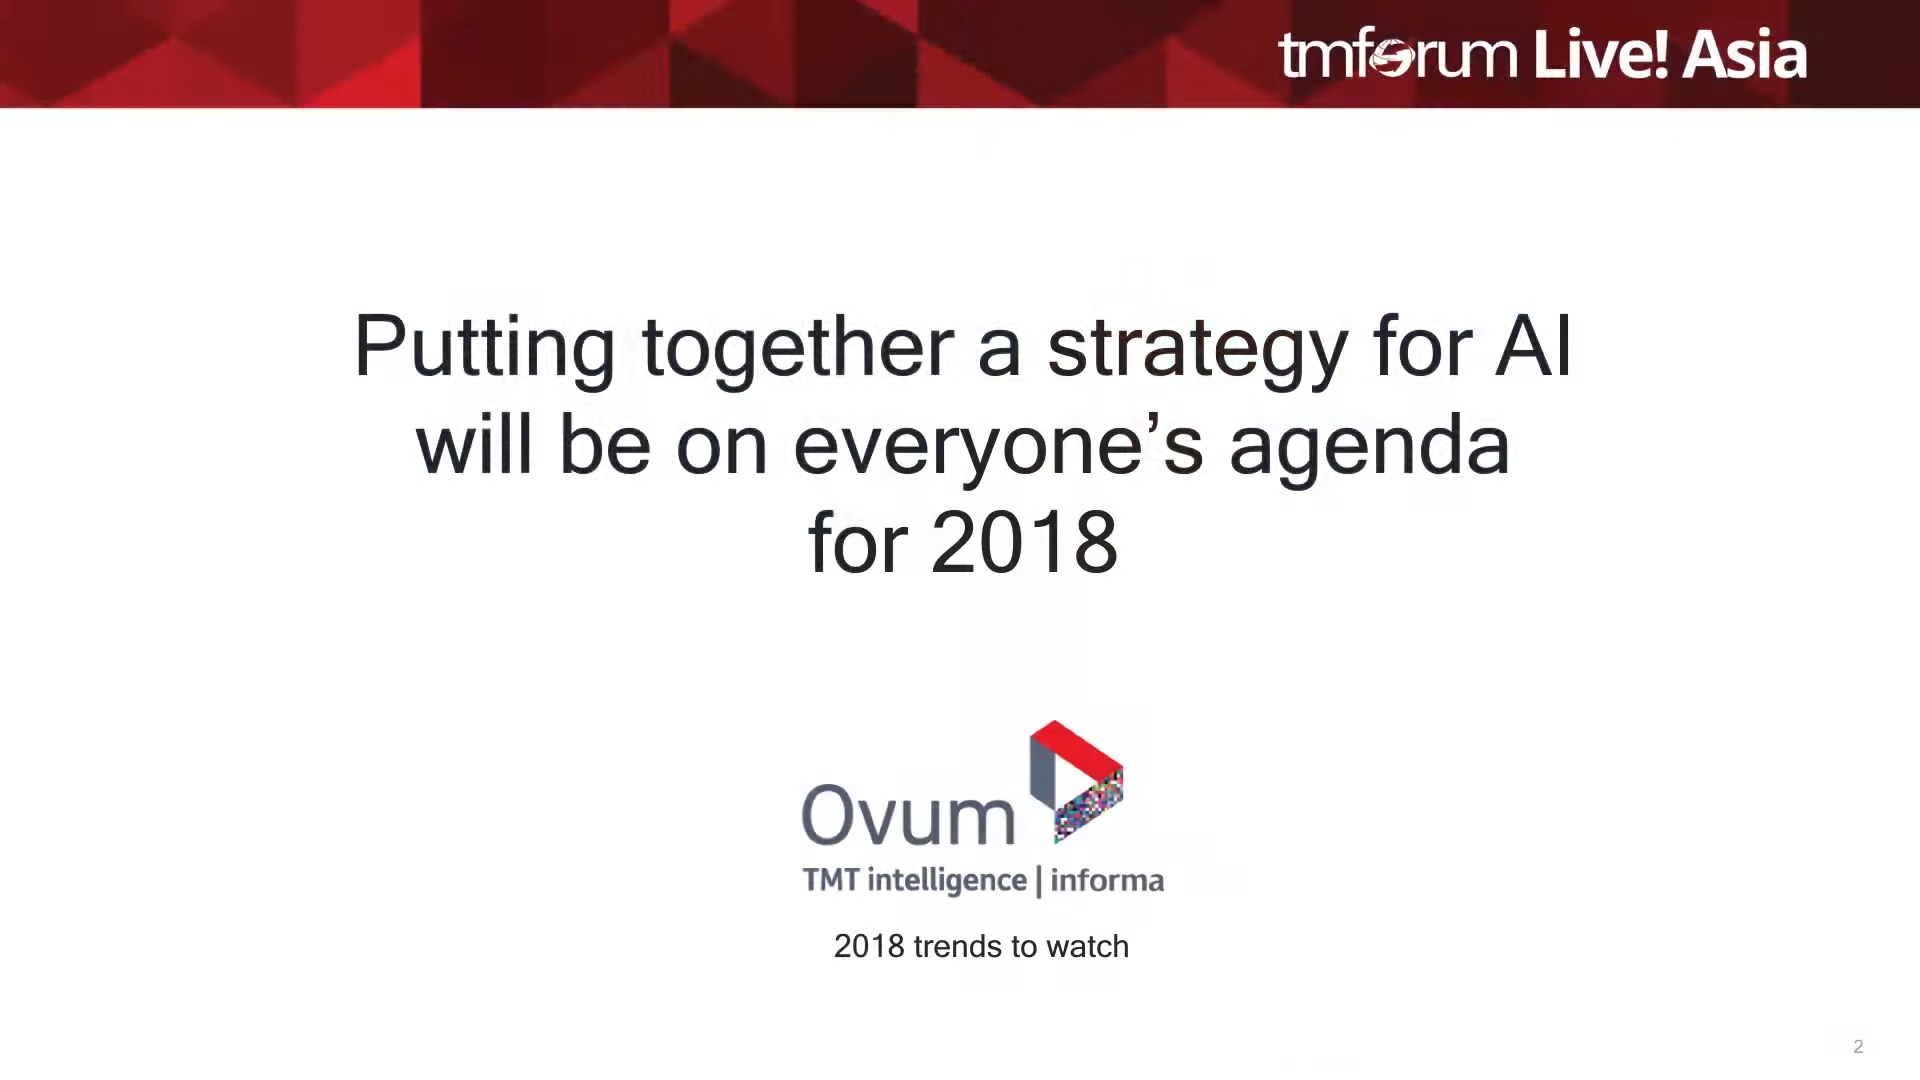 tmforum Live! Asia
Putting together a strategy for AI
will be on everyone’s agenda
for 2018
Ovum
TMT intelligence | informa
2018 trends to watch
2